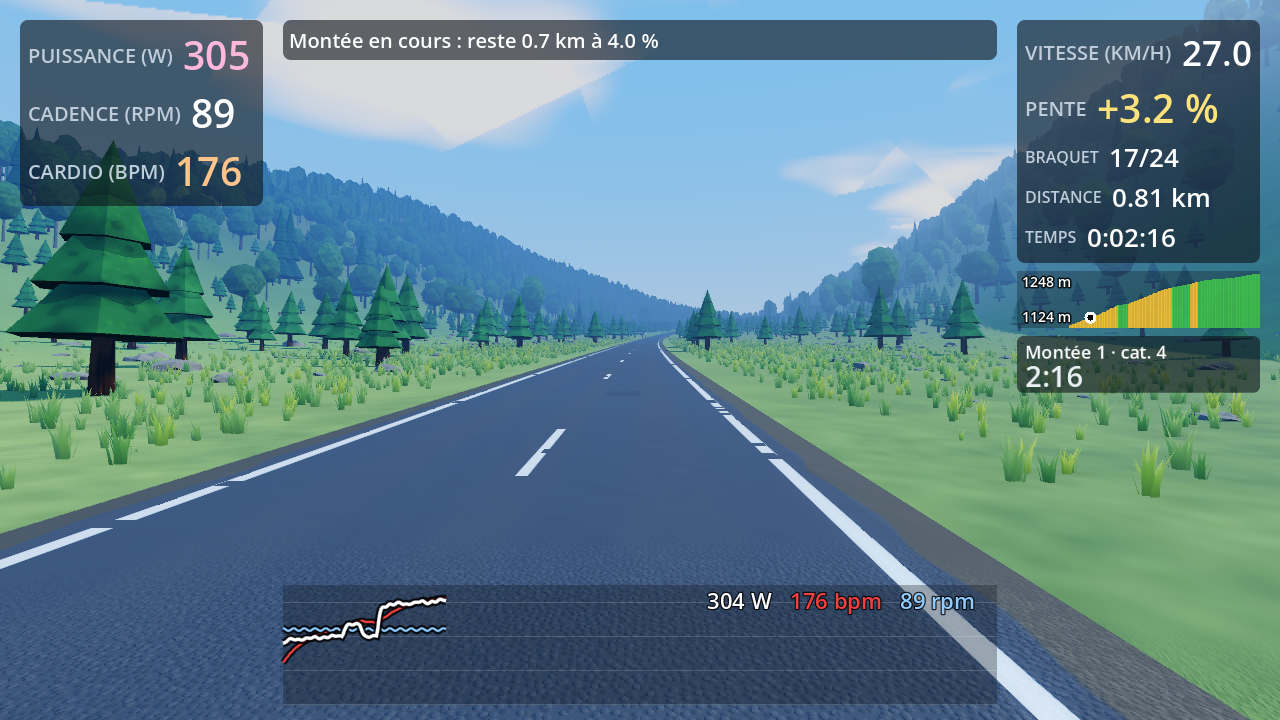 PUISSANCE (W) 305
CADENCE (RPM) 89
CARDIO (BPM) 176
Montée en cours : reste 0.7 km à 4.0 %
VITESSE (KM/H) 27.0
PENTE +3.2 %
BRAQUET 17/24
DISTANCE 0.81 km
TEMPS 0:02:16
1248 m
1124 m
Montée 1 · cat. 4
2:16
304 W 176 bpm 89 rpm